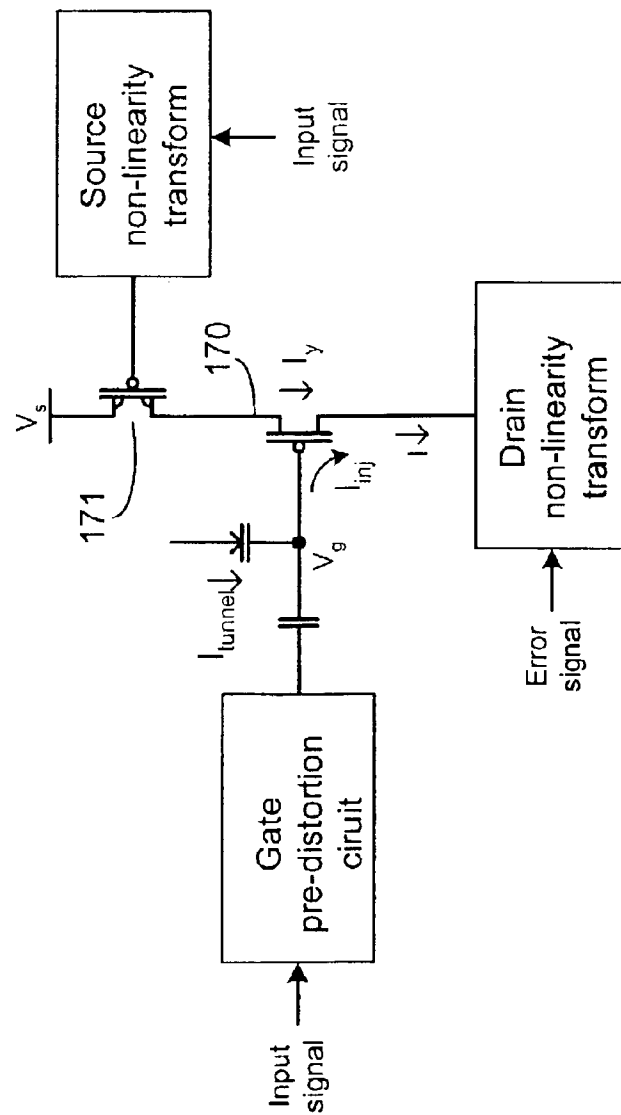 Source
non-linearity
transform
Input
signal
V_s
171
170
I_y
I_tunnel
V_g
I_inj
I
Gate
pre-distortion
ciruit
Input
signal
Drain
non-linearity
transform
Error
signal